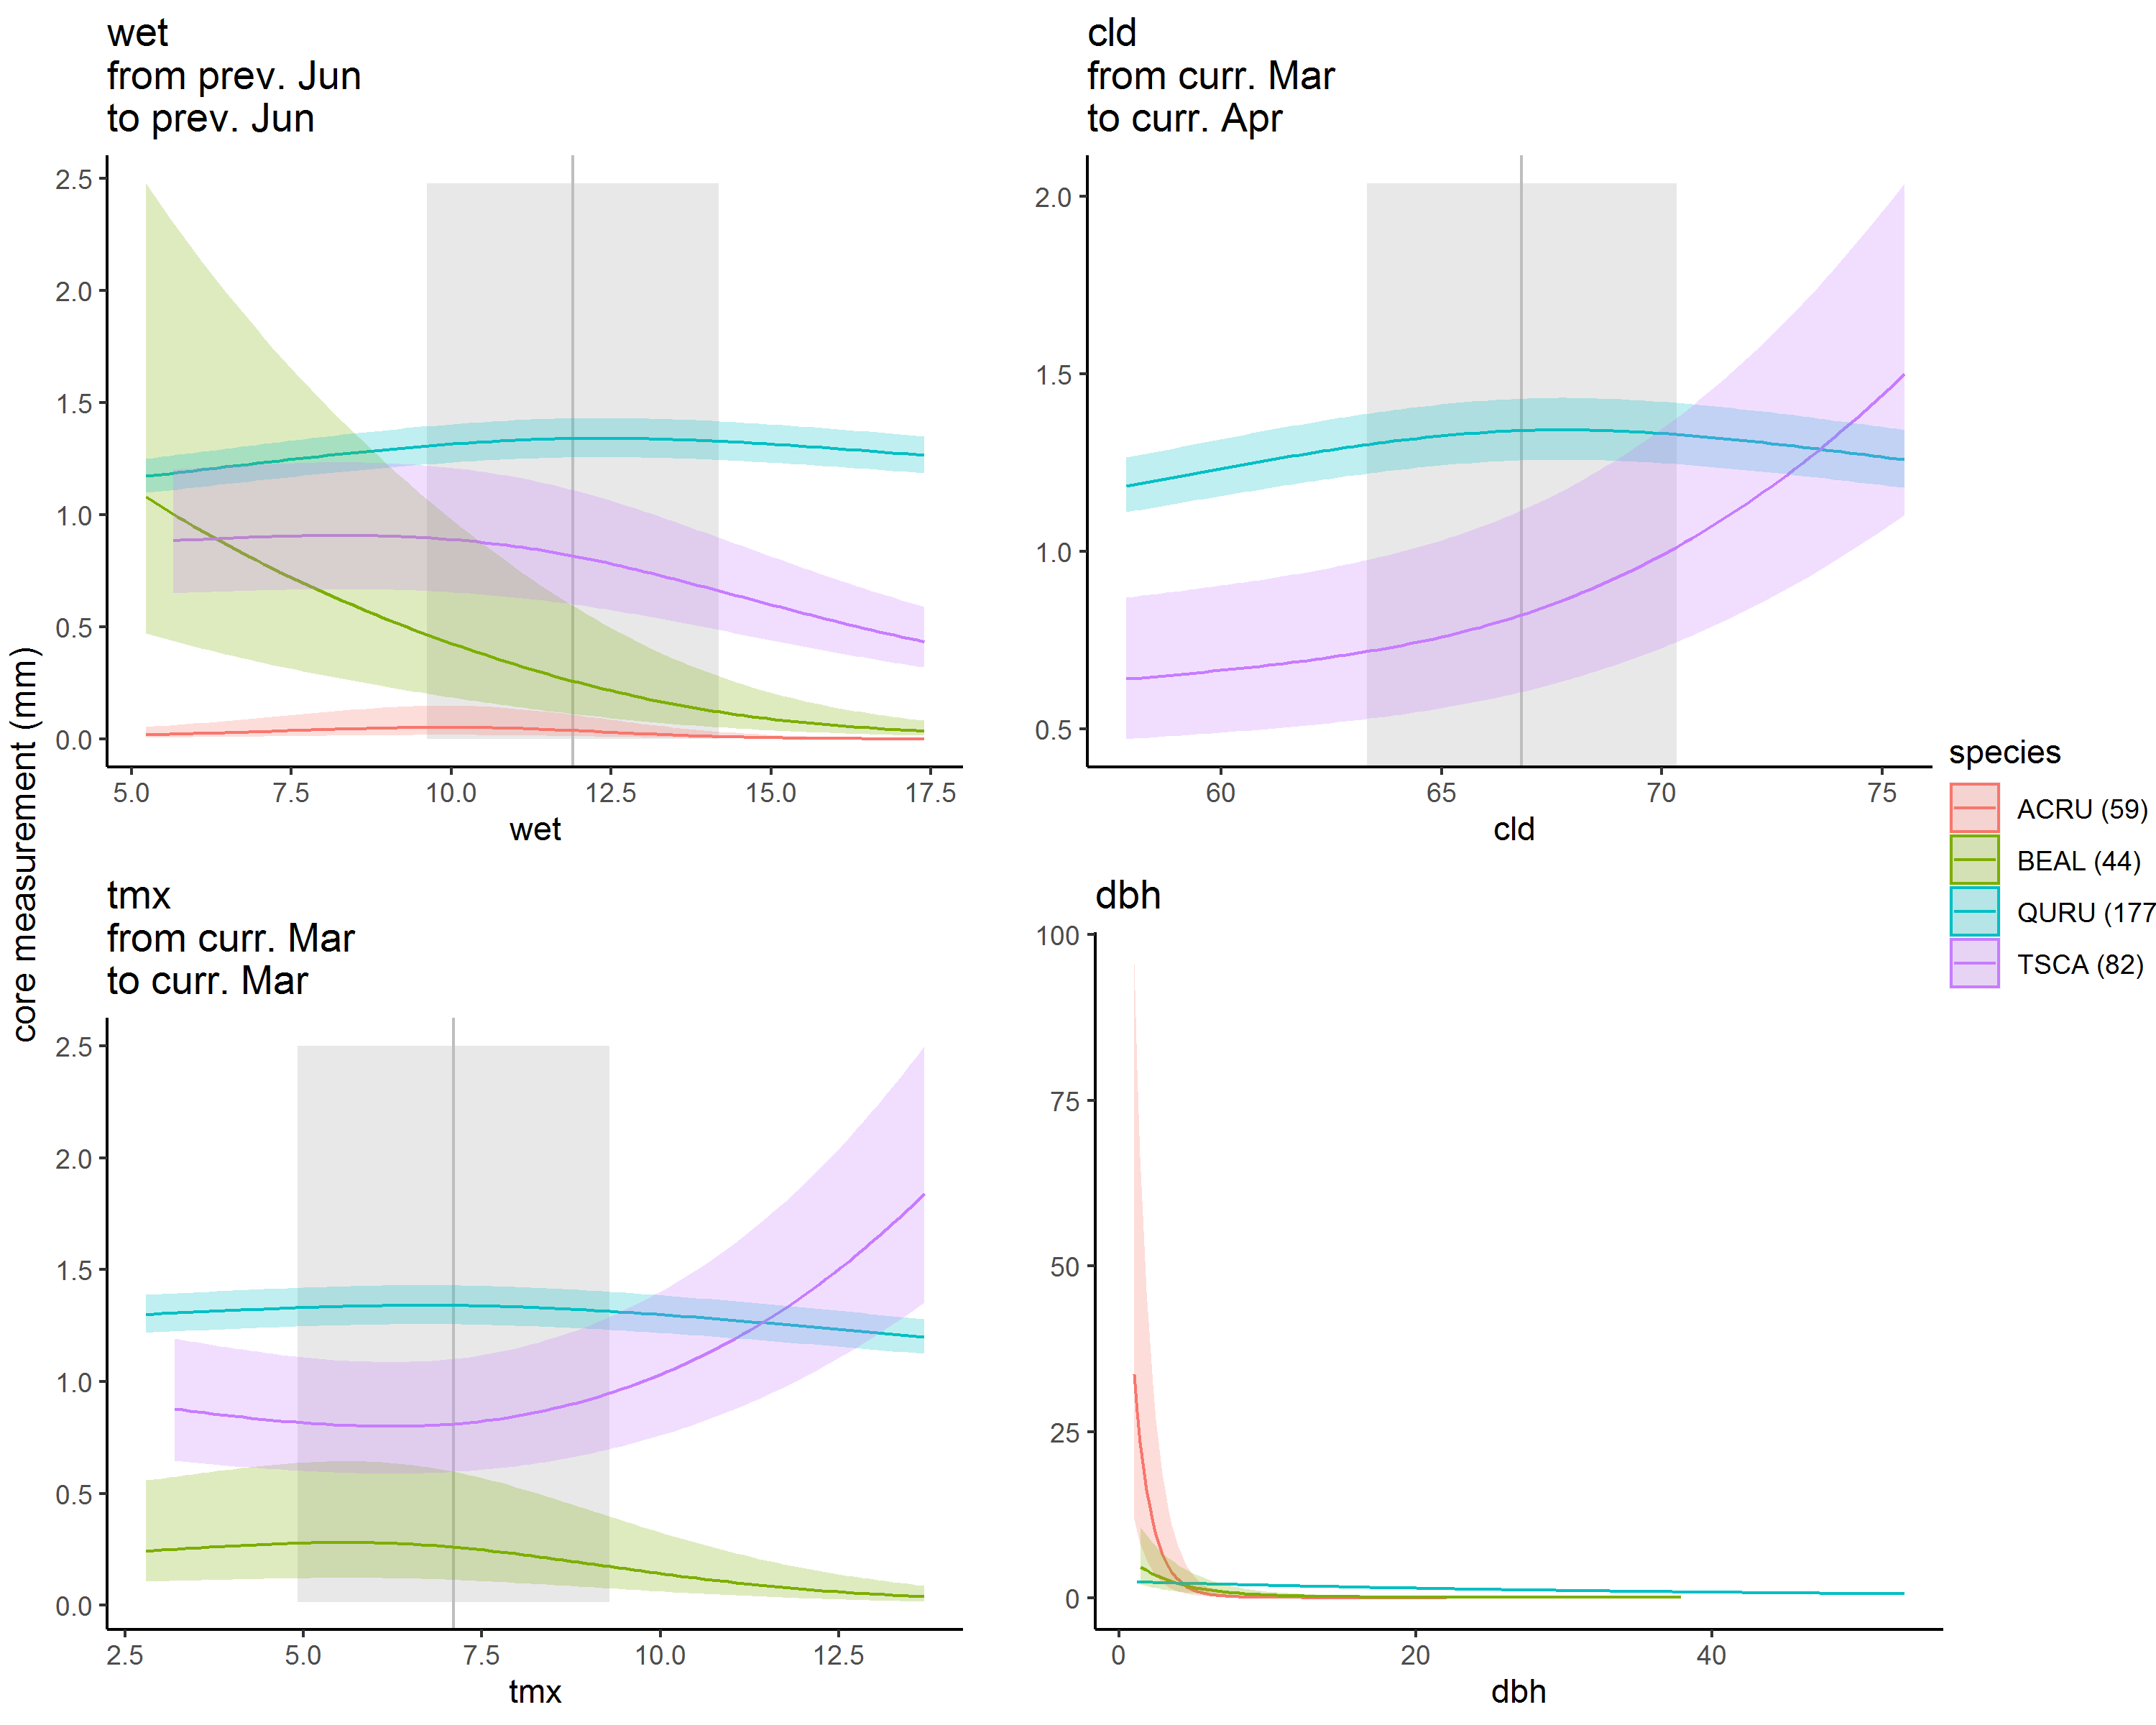 wet
from prev. Jun
to prev. Jun
2.5
2.0
1.5
1.0
0.5
0.0
5.0 7.5 10.0 12.5 15.0 17.5
wet
cld
from curr. Mar
to curr. Apr
2.0
1.5
1.0
0.5
60 65 70 75
cld
core measurement (mm)
tmx
from curr. Mar
to curr. Mar
2.5
2.0
1.5
1.0
0.5
0.0
2.5 5.0 7.5 10.0 12.5
tmx
dbh
100
75
50
25
0
0 20 40
dbh
species
ACRU (59)
BEAL (44)
QURU (177
TSCA (82)